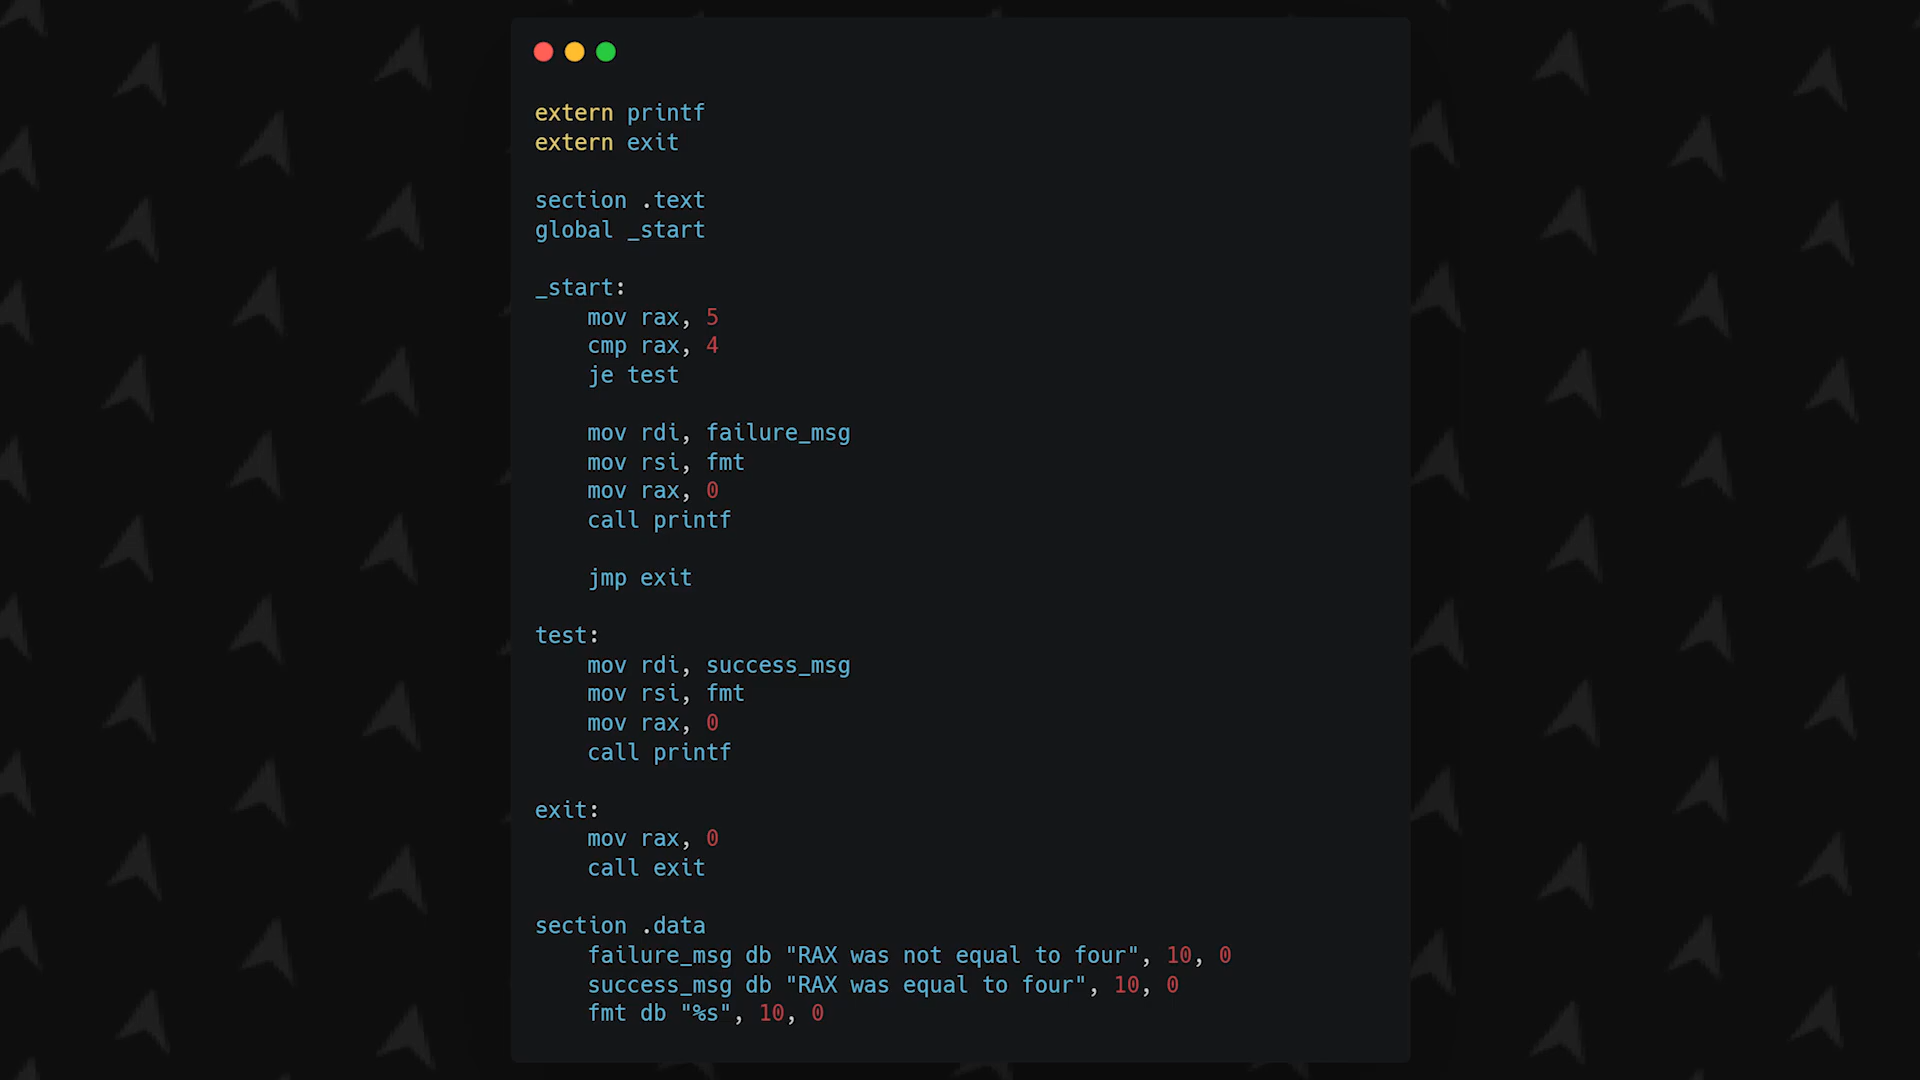 extern printf
extern exit
section .text
global _start
_start:
mov rax, 5
cmp rax, 4
je test
mov rdi, failure_msg
mov rsi, fmt
mov rax, 0
call printf
jmp exit
test:
mov rdi, success_msg
mov rsi, fmt
mov rax, 0
call printf
exit:
mov rax, 0
call exit
section .data
failure_msg db "RAX was not equal to four", 10, 0
success_msg db "RAX was equal to four", 10, 0
fmt db "%s", 10, 0